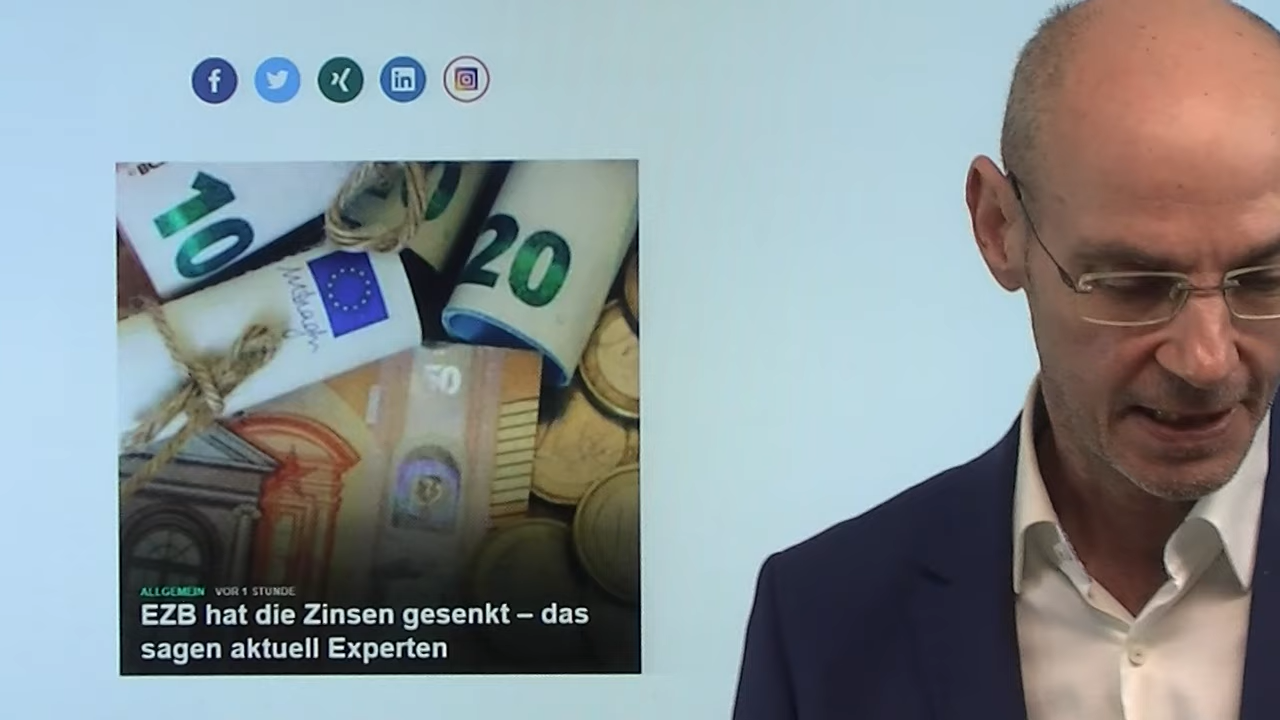 10
20
50
ALLGEMEIN VOR 1 STUNDE
EZB hat die Zinsen gesenkt – das
sagen aktuell Experten